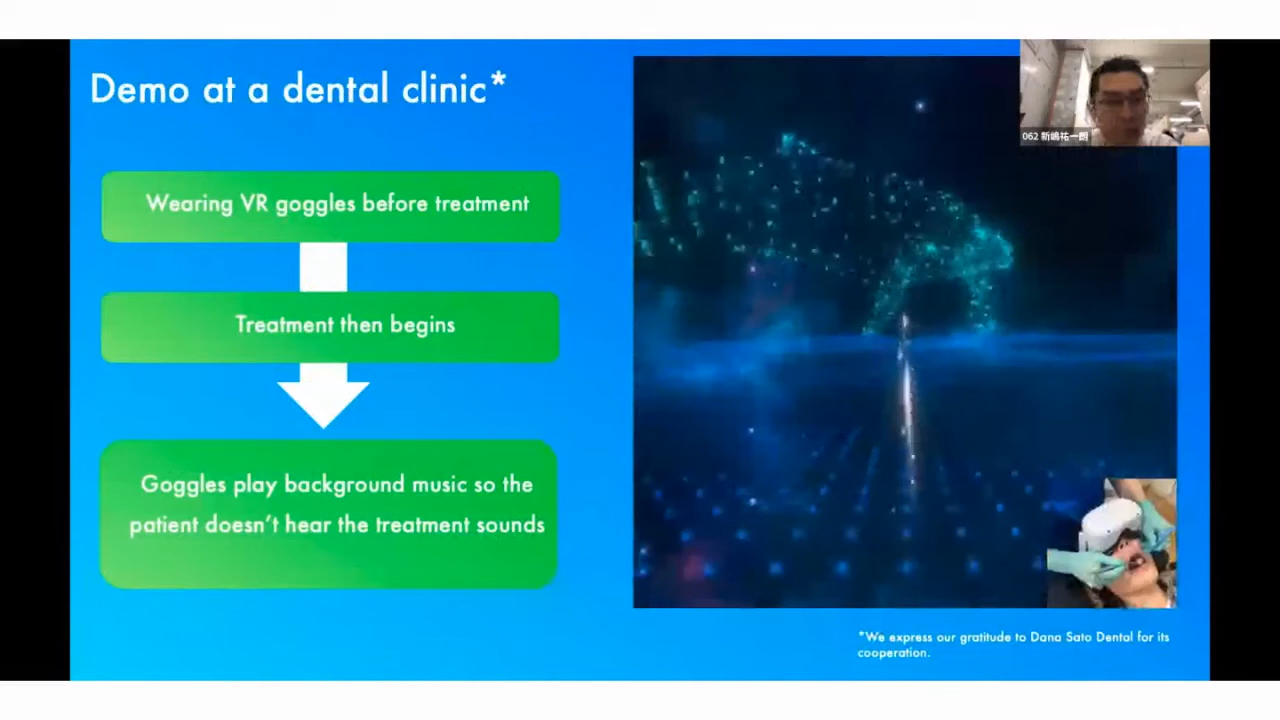 Demo at a dental clinic*
062 新嶋祐一朗
Wearing VR goggles before treatment
Treatment then begins
Goggles play background music so the
patient doesn't hear the treatment sounds
*We express our gratitude to Dana Sato Dental for its
cooperation.